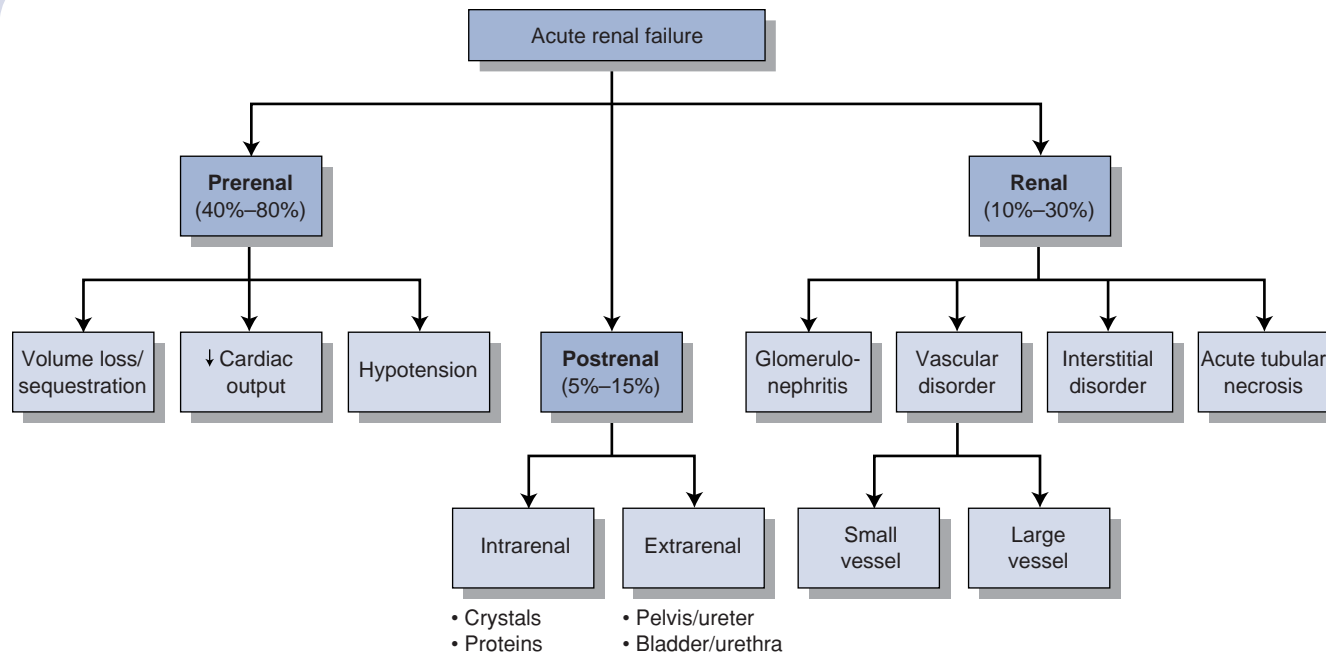 Acute renal failure
Prerenal
(40%–80%)
Renal
(10%–30%)
Volume loss/
sequestration
↓ Cardiac
output
Hypotension
Postrenal
(5%–15%)
Glomerulo-
nephritis
Vascular
disorder
Interstitial
disorder
Acute tubular
necrosis
Intrarenal
Extrarenal
Small
vessel
Large
vessel
• Crystals
• Proteins
• Pelvis/ureter
• Bladder/urethra